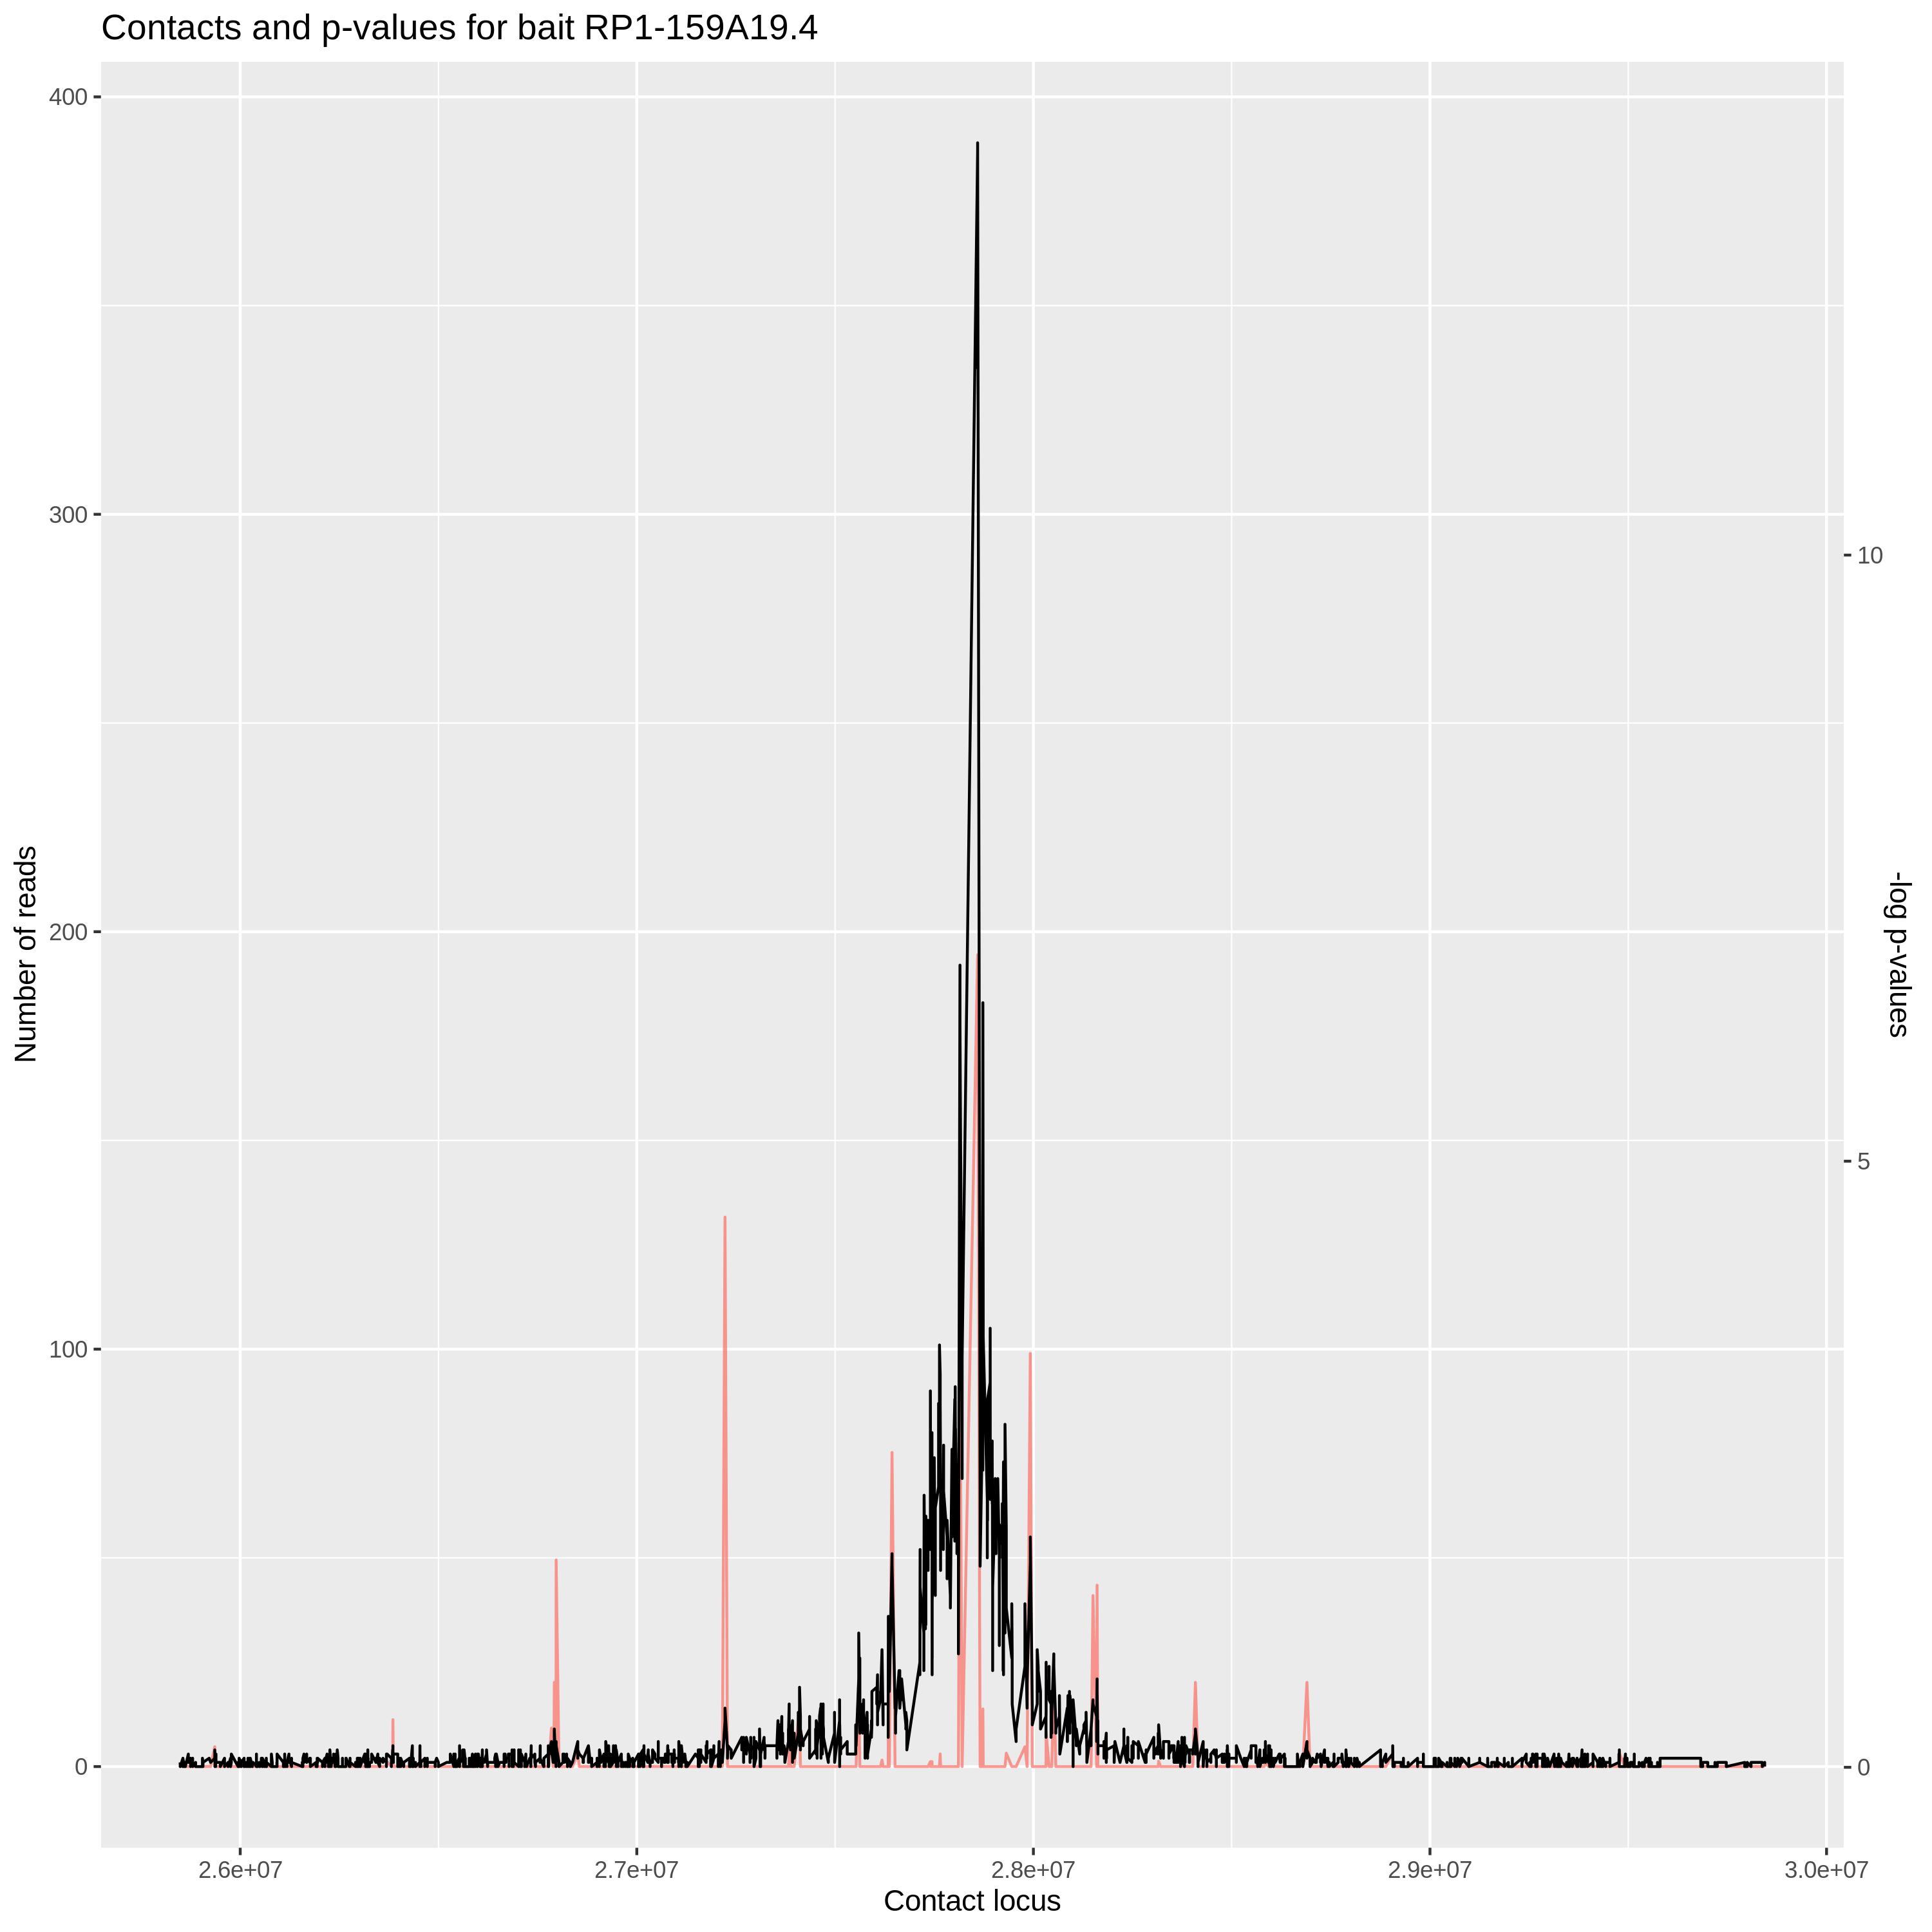 Contacts and p-values for bait RP1-159A19.4
400
300
200
100
0
Number of reads
10
5
0
-log p-values
2.6e+07
2.7e+07
2.8e+07
2.9e+07
3.0e+07
Contact locus